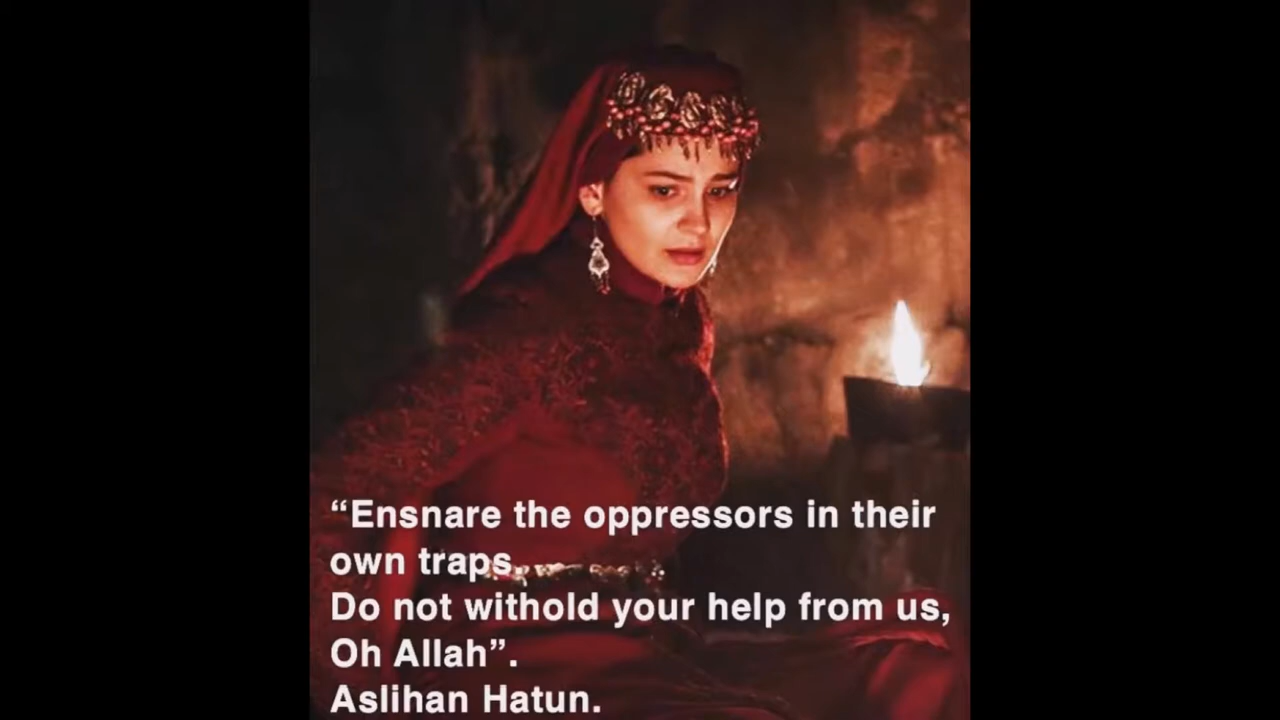 “Ensnare the oppressors in their
own traps.
Do not withold your help from us,
Oh Allah”.
Aslihan Hatun.